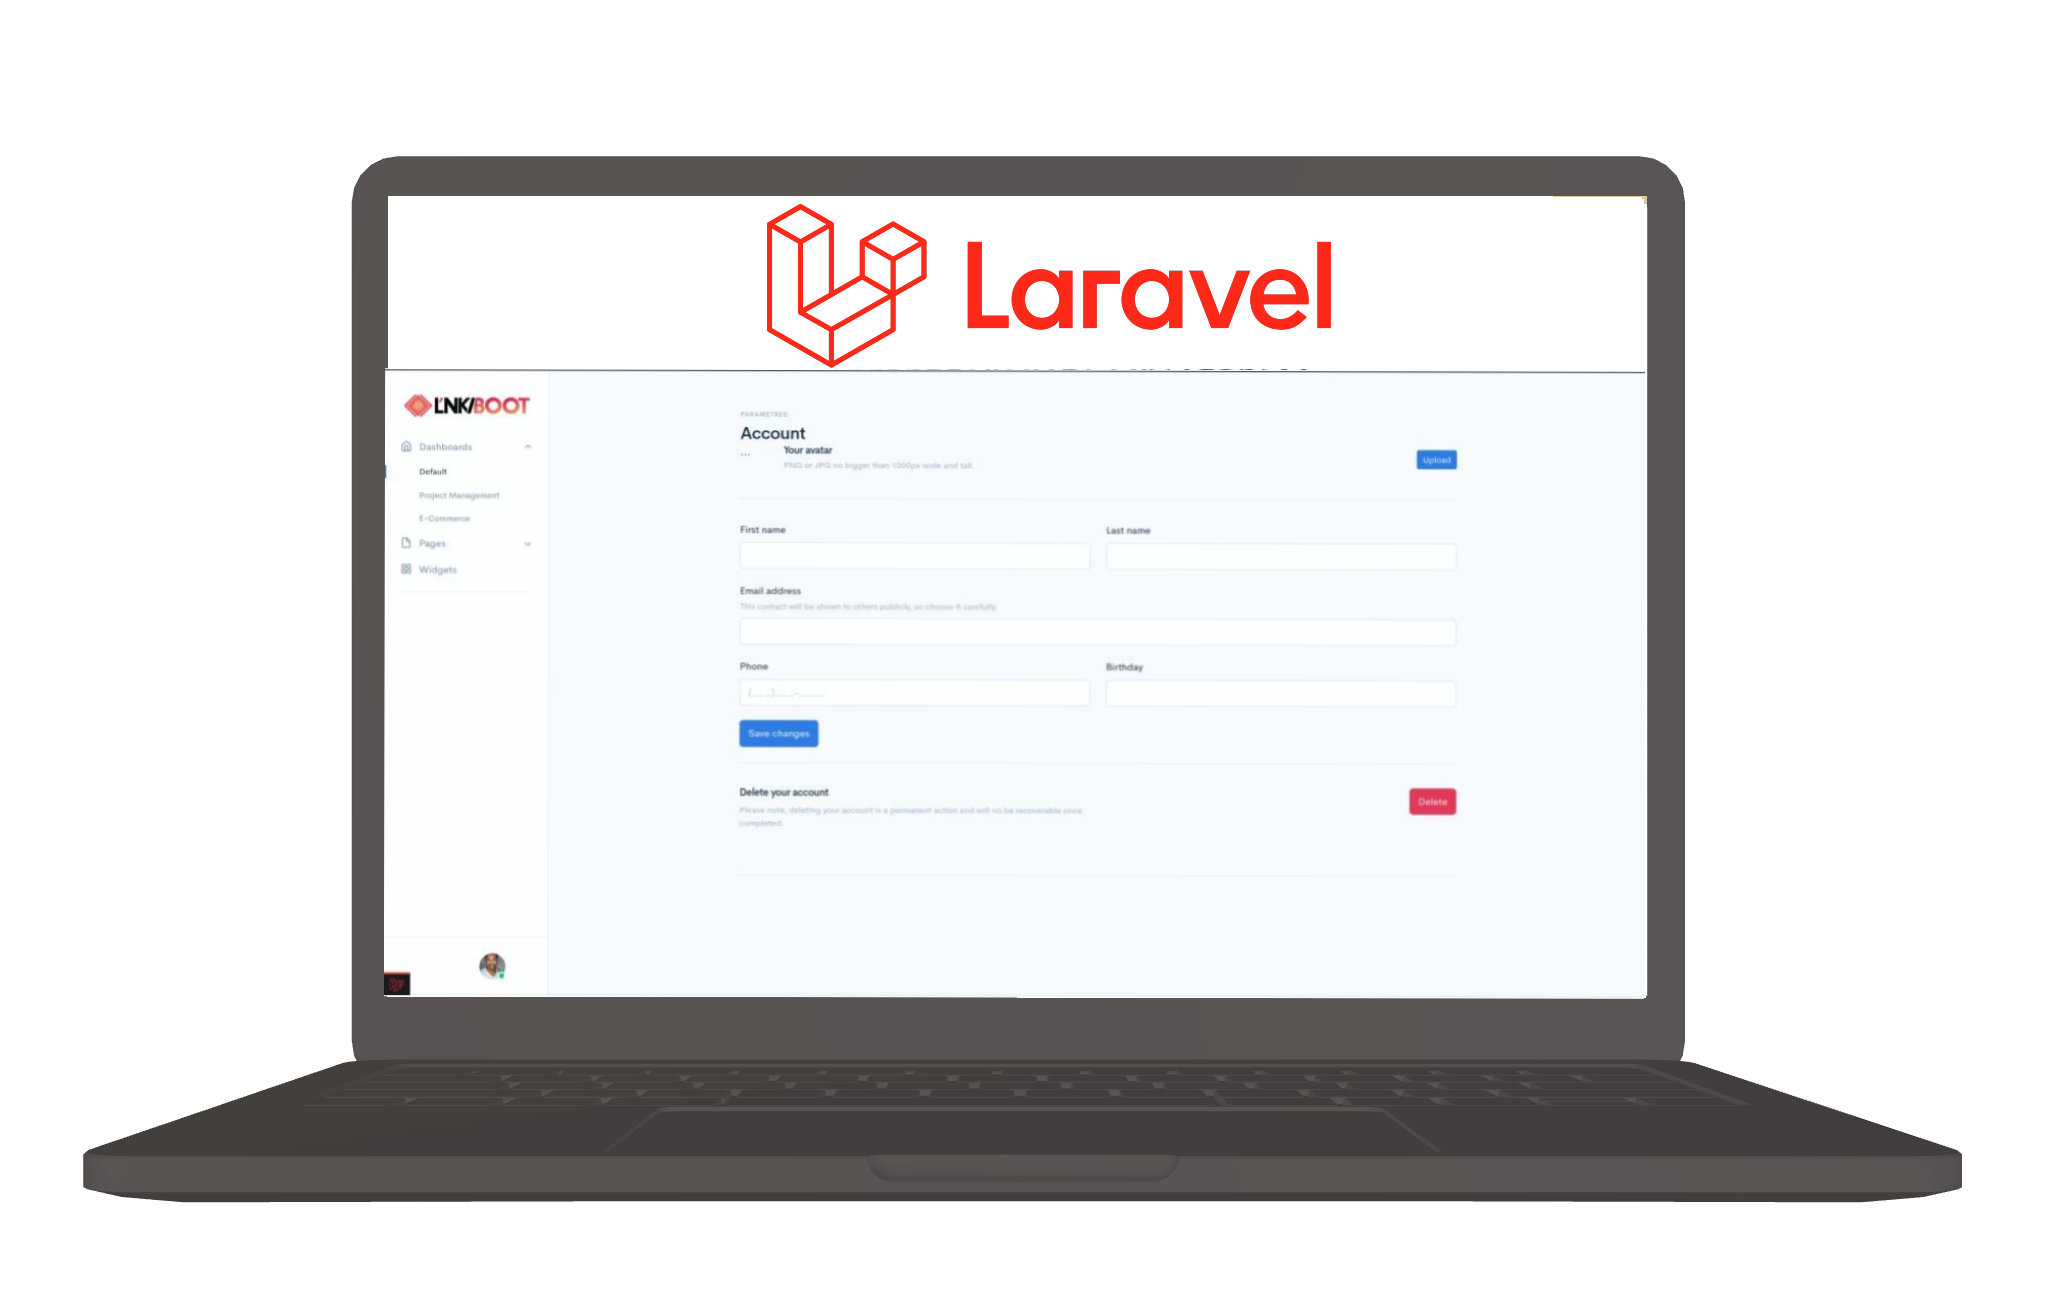 Laravel
L'NK/BOOT
Dashboards
Default
Project Management
E-Commerce
Pages
Widgets
PARAMETRES
Account
...
Your avatar
PNG or JPG no bigger than 1000px wide and tall.
Upload
First name
Last name
Email address
This contact will be shown to others publicly, so choose it carefully.
Phone
Birthday
(___)___-____
Save changes
Delete your account
Please note, deleting your account is a permanent action and will no be recoverable once
completed.
Delete